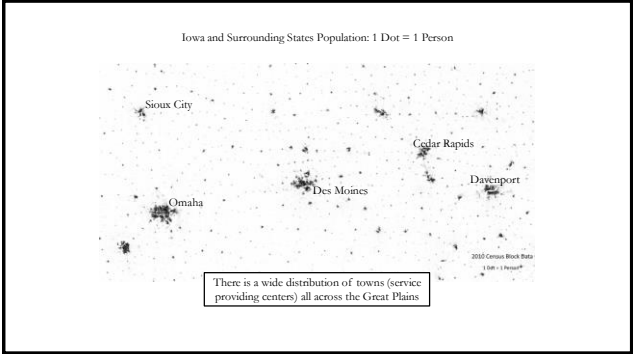 Iowa and Surrounding States Population: 1 Dot = 1 Person
Sioux City
Cedar Rapids
Davenport
Des Moines
Omaha
2010 Census Block Data
1 Dot = 1 Person
There is a wide distribution of towns (service
providing centers) all across the Great Plains